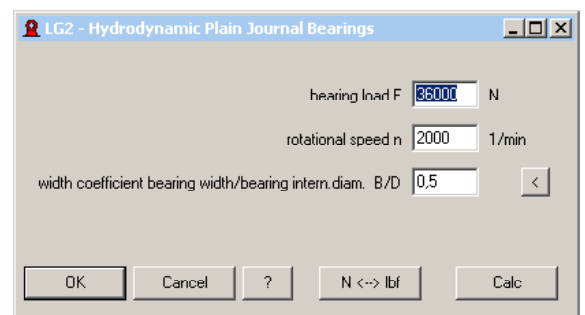 LG2 - Hydrodynamic Plain Journal Bearings
bearing load F 36000 N
rotational speed n 2000 1/min
width coefficient bearing width/bearing intern.diam. B/D 0,5 <
OK Cancel ? N <--> lbf Calc